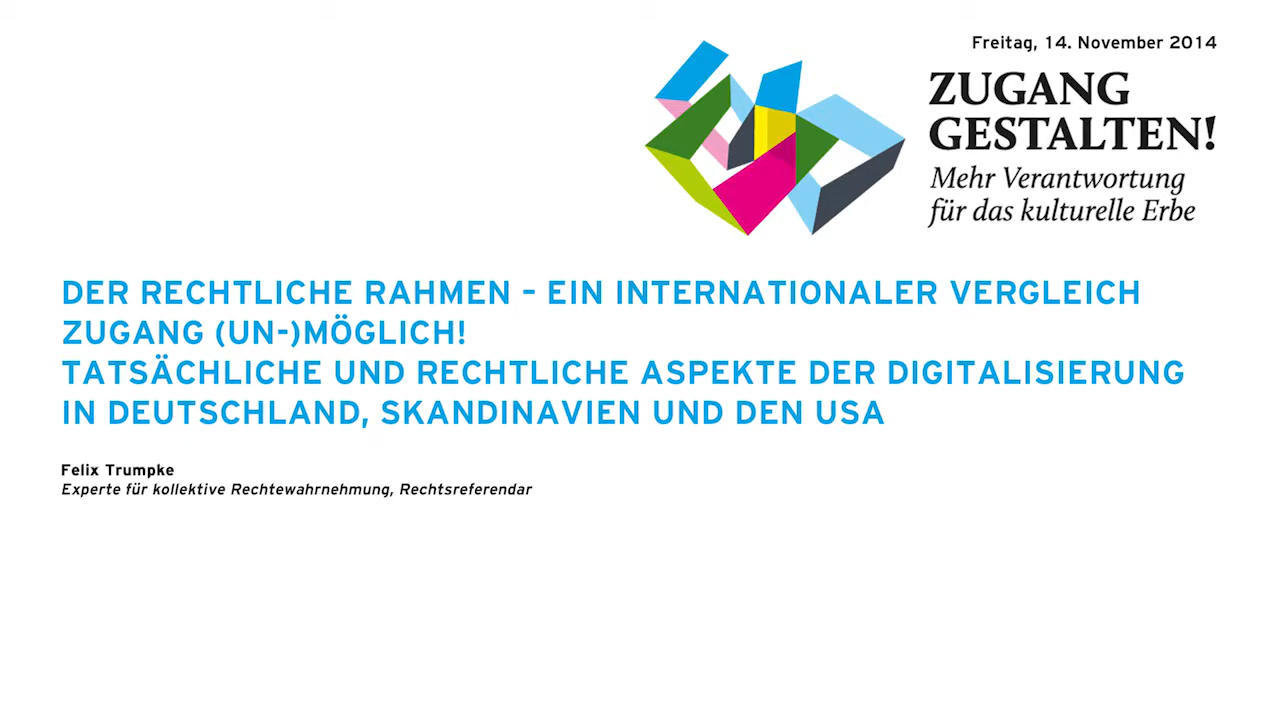 Freitag, 14. November 2014
ZUGANG
GESTALTEN!
Mehr Verantwortung
für das kulturelle Erbe
DER RECHTLICHE RAHMEN – EIN INTERNATIONALER VERGLEICH
ZUGANG (UN-)MÖGLICH!
TATSÄCHLICHE UND RECHTLICHE ASPEKTE DER DIGITALISIERUNG
IN DEUTSCHLAND, SKANDINAVIEN UND DEN USA
Felix Trumpke
Experte für kollektive Rechtewahrnehmung, Rechtsreferendar